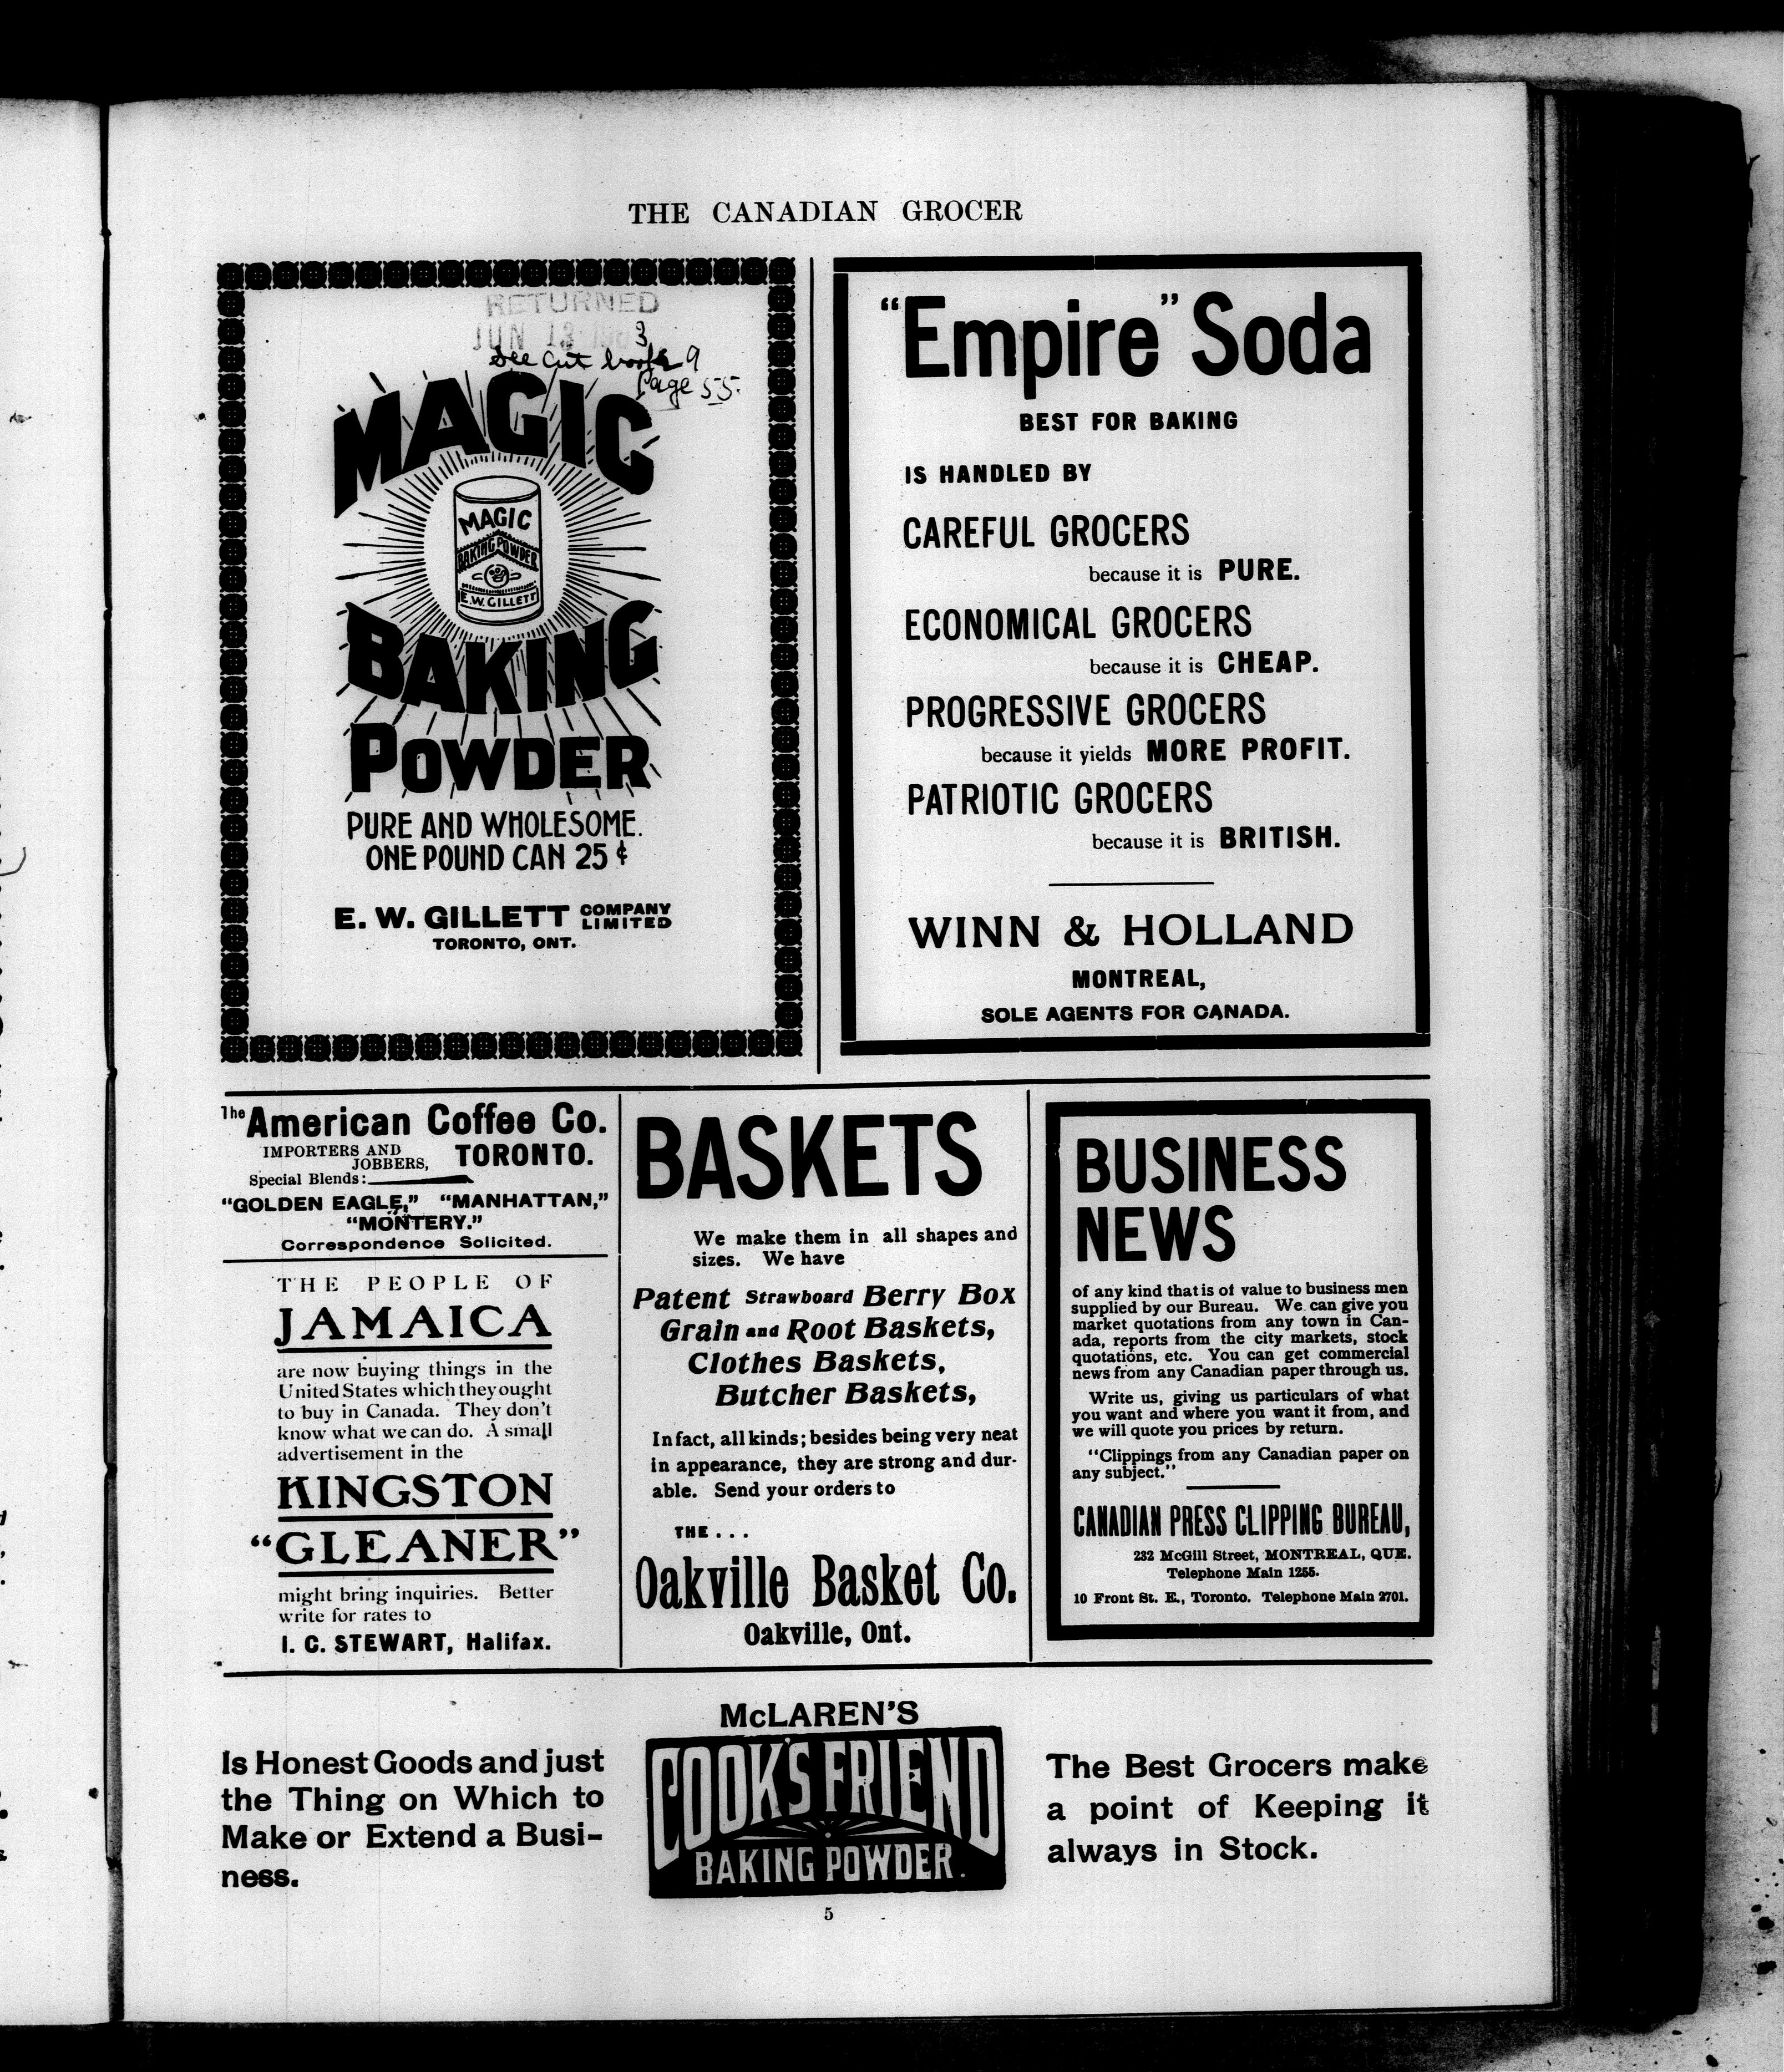 THE CANADIAN GROCER
RETURNED
JUN 13
3
See cut book 9
Page 55.
MAGIC
MAGIC
BAKING POWDER
E.W. GILLETT
BAKING
POWDER
PURE AND WHOLESOME.
ONE POUND CAN 25 ¢
E. W. GILLETT COMPANY LIMITED
TORONTO, ONT.
"Empire" Soda
BEST FOR BAKING
IS HANDLED BY
CAREFUL GROCERS
because it is PURE.
ECONOMICAL GROCERS
because it is CHEAP.
PROGRESSIVE GROCERS
because it yields MORE PROFIT.
PATRIOTIC GROCERS
because it is BRITISH.
WINN & HOLLAND
MONTREAL,
SOLE AGENTS FOR CANADA.
The American Coffee Co.
IMPORTERS AND
JOBBERS, TORONTO.
Special Blends:
"GOLDEN EAGLE," "MANHATTAN,"
"MONTERY."
Correspondence Solicited.
THE PEOPLE OF
JAMAICA
are now buying things in the
United States which they ought
to buy in Canada. They don't
know what we can do. A small
advertisement in the
KINGSTON
"GLEANER"
might bring inquiries. Better
write for rates to
I. C. STEWART, Halifax.
BASKETS
We make them in all shapes and
sizes. We have
Patent Strawboard Berry Box
Grain and Root Baskets,
Clothes Baskets,
Butcher Baskets,
In fact, all kinds; besides being very neat
in appearance, they are strong and dur-
able. Send your orders to
THE...
Oakville Basket Co.
Oakville, Ont.
BUSINESS
NEWS
of any kind that is of value to business men
supplied by our Bureau. We can give you
market quotations from any town in Can-
ada, reports from the city markets, stock
quotations, etc. You can get commercial
news from any Canadian paper through us.
Write us, giving us particulars of what
you want and where you want it from, and
we will quote you prices by return.
"Clippings from any Canadian paper on
any subject."
CANADIAN PRESS CLIPPING BUREAU,
232 McGill Street, MONTREAL, QUE.
Telephone Main 1255.
10 Front St. E., Toronto. Telephone Main 2701.
Is Honest Goods and just
the Thing on Which to
Make or Extend a Busi-
ness.
McLAREN'S
COOK'S FRIEND
BAKING POWDER.
The Best Grocers make
a point of Keeping it
always in Stock.
5